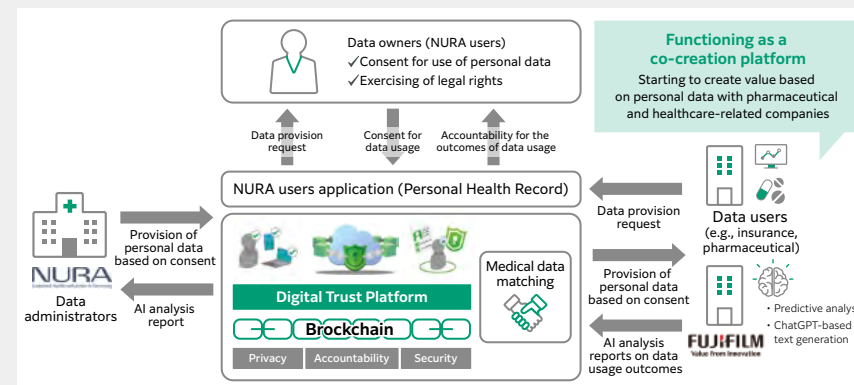 Data owners (NURA users)
✓Consent for use of personal data
✓Exercising of legal rights
Functioning as a
co-creation platform
Starting to create value based
on personal data with pharmaceutical
and healthcare-related companies
Data provision
request
Consent for
data usage
Accountability for the
outcomes of data usage
NURA users application (Personal Health Record)
Provision of
personal data
based on consent
NURA
Data
administrators
AI analysis
report
Digital Trust Platform
Brockchain
Privacy
Accountability
Security
Medical data
matching
Data provision
request
Data users
(e.g., insurance,
pharmaceutical)
Provision of
personal data
based on consent
AI analysis
reports on data
usage outcomes
FUJIFILM
Value from Innovation
• Predictive analys
• ChatGPT-based
text generation